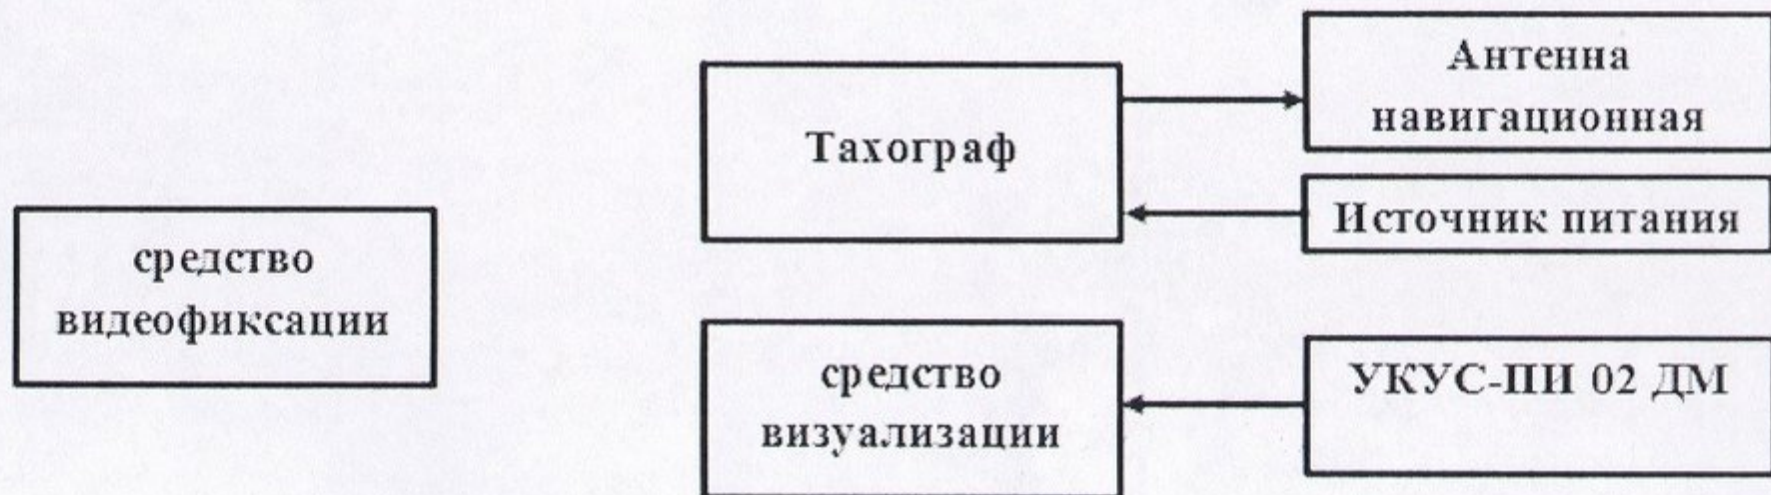 Антенна
навигационная
Тахограф
Источник питания
средство
видеофиксации
средство
визуализации
УКУС-ПИ 02 ДМ